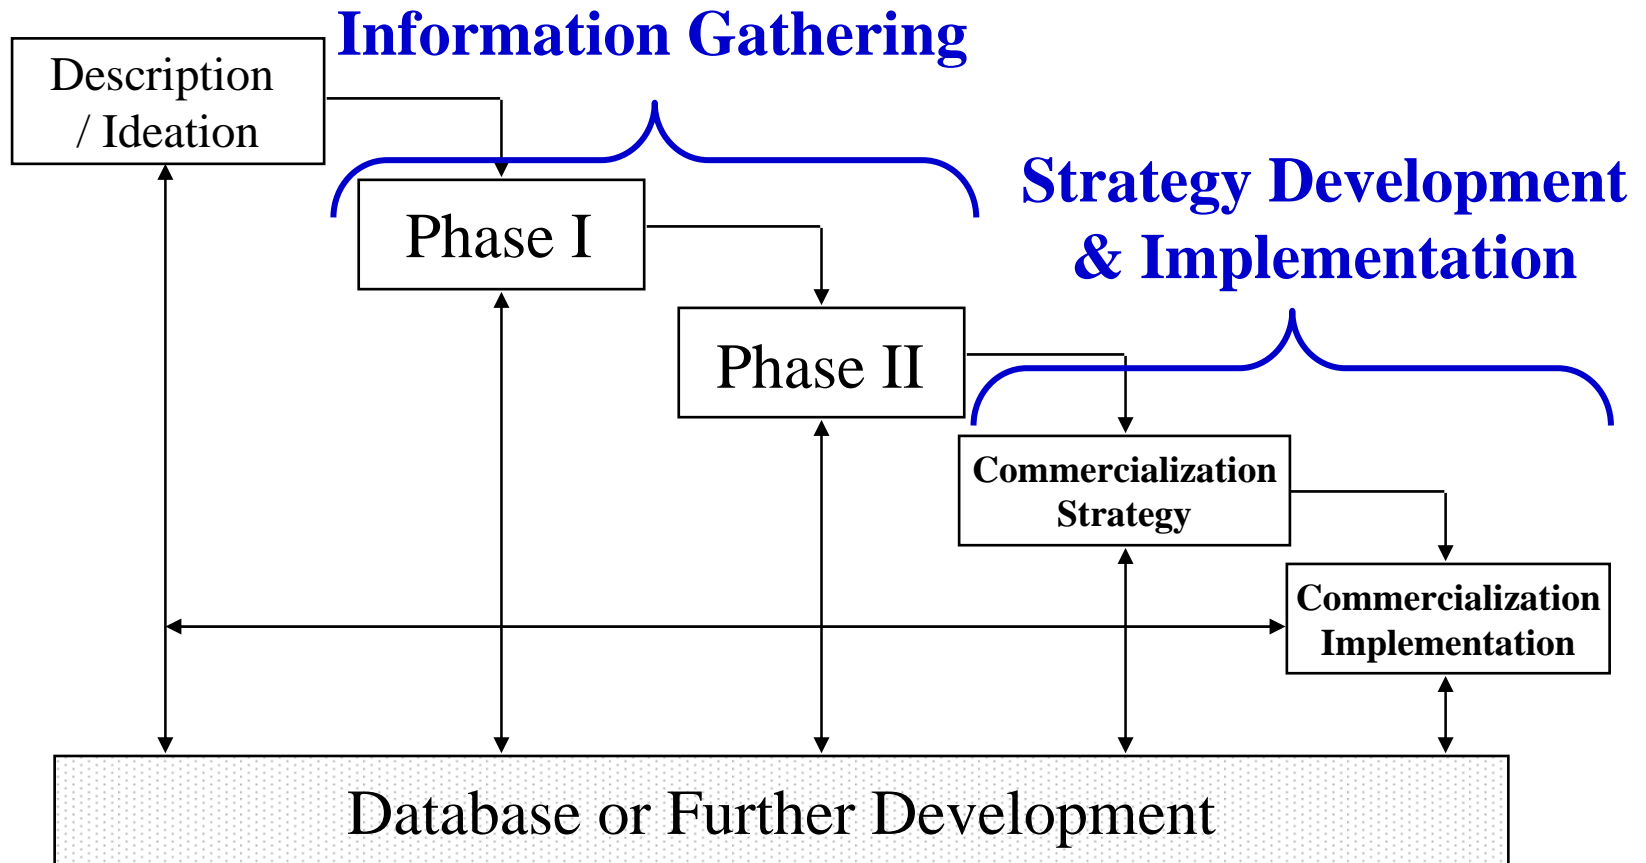 Information Gathering
Description
/ Ideation
Phase I
Strategy Development
& Implementation
Phase II
Commercialization
Strategy
Commercialization
Implementation
Database or Further Development